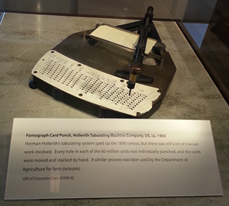 Pantograph Card Punch, Hollerith Tabulating Machine Company, US, ca. 1900
Herman Hollerith's tabulating system sped up the 1890 census, but there was still a lot of manual
work involved. Every hole in each of the 60 million cards was individually punched, and the cards
were moved and stacked by hand. A similar process was later used by the Department of
Agriculture for farm censuses.
Gift of